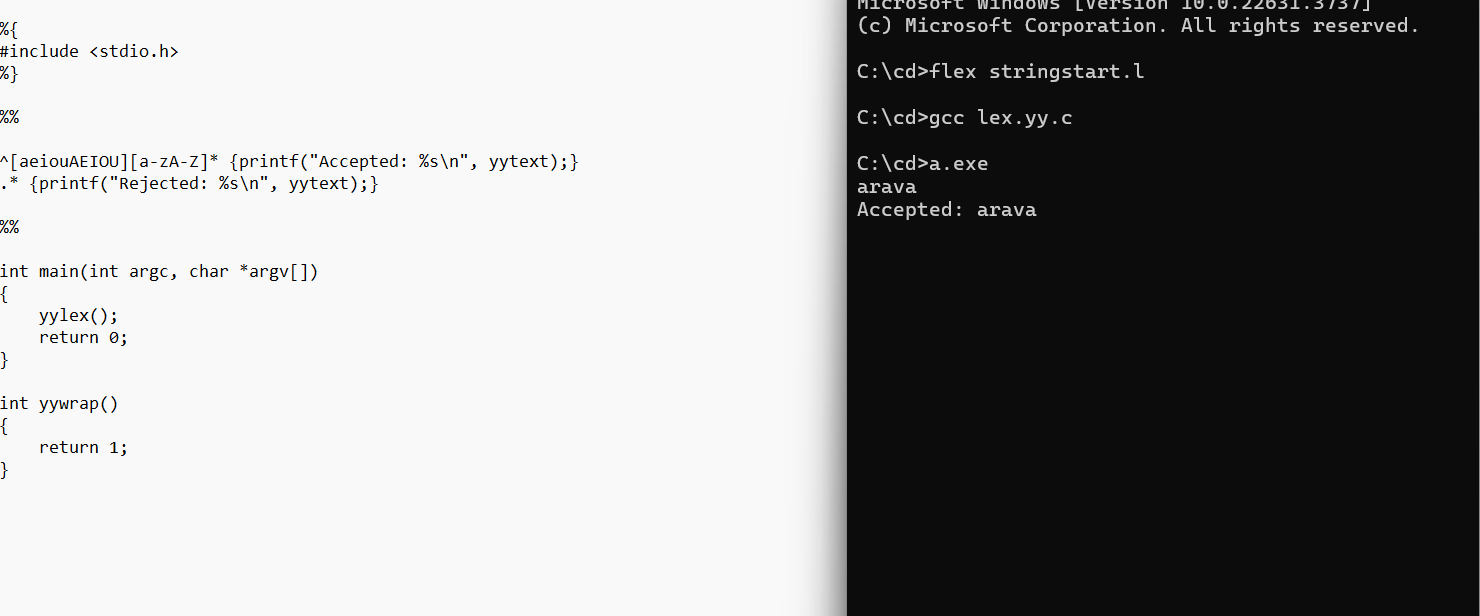 %{
#include <stdio.h>
%}
%%
^[aeiouAEIOU][a-zA-Z]* {printf("Accepted: %s\n", yytext);}
.* {printf("Rejected: %s\n", yytext);}
%%
int main(int argc, char *argv[])
{
    yylex();
    return 0;
}
int yywrap()
{
    return 1;
}
Microsoft Windows [Version 10.0.22631.3737]
(c) Microsoft Corporation. All rights reserved.
C:\cd>flex stringstart.l
C:\cd>gcc lex.yy.c
C:\cd>a.exe
arava
Accepted: arava